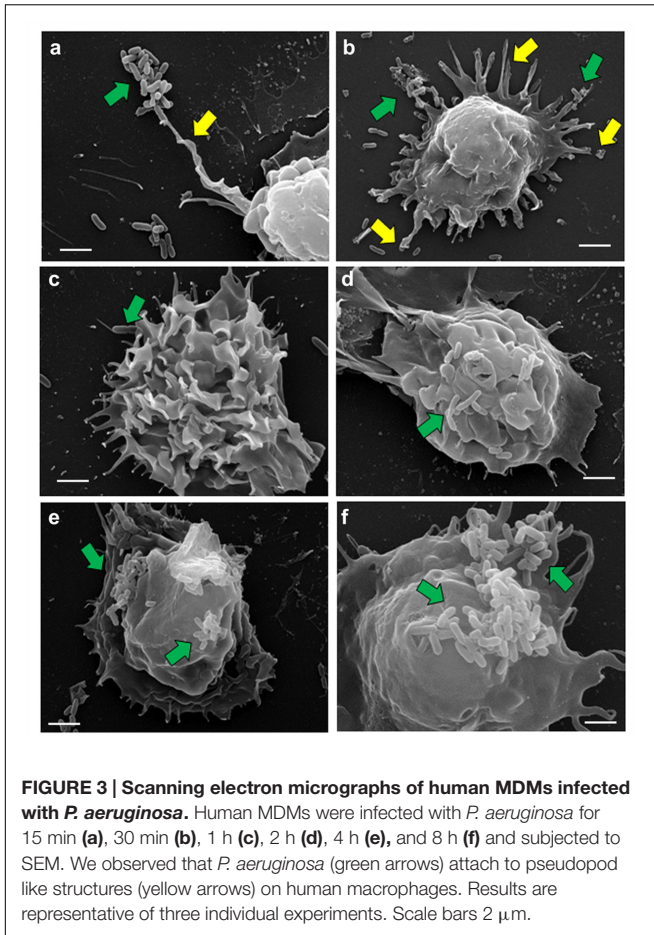 a
b
c
d
e
f
FIGURE 3 | Scanning electron micrographs of human MDMs infected
with P. aeruginosa. Human MDMs were infected with P. aeruginosa for
15 min (a), 30 min (b), 1 h (c), 2 h (d), 4 h (e), and 8 h (f) and subjected to
SEM. We observed that P. aeruginosa (green arrows) attach to pseudopod
like structures (yellow arrows) on human macrophages. Results are
representative of three individual experiments. Scale bars 2 μm.